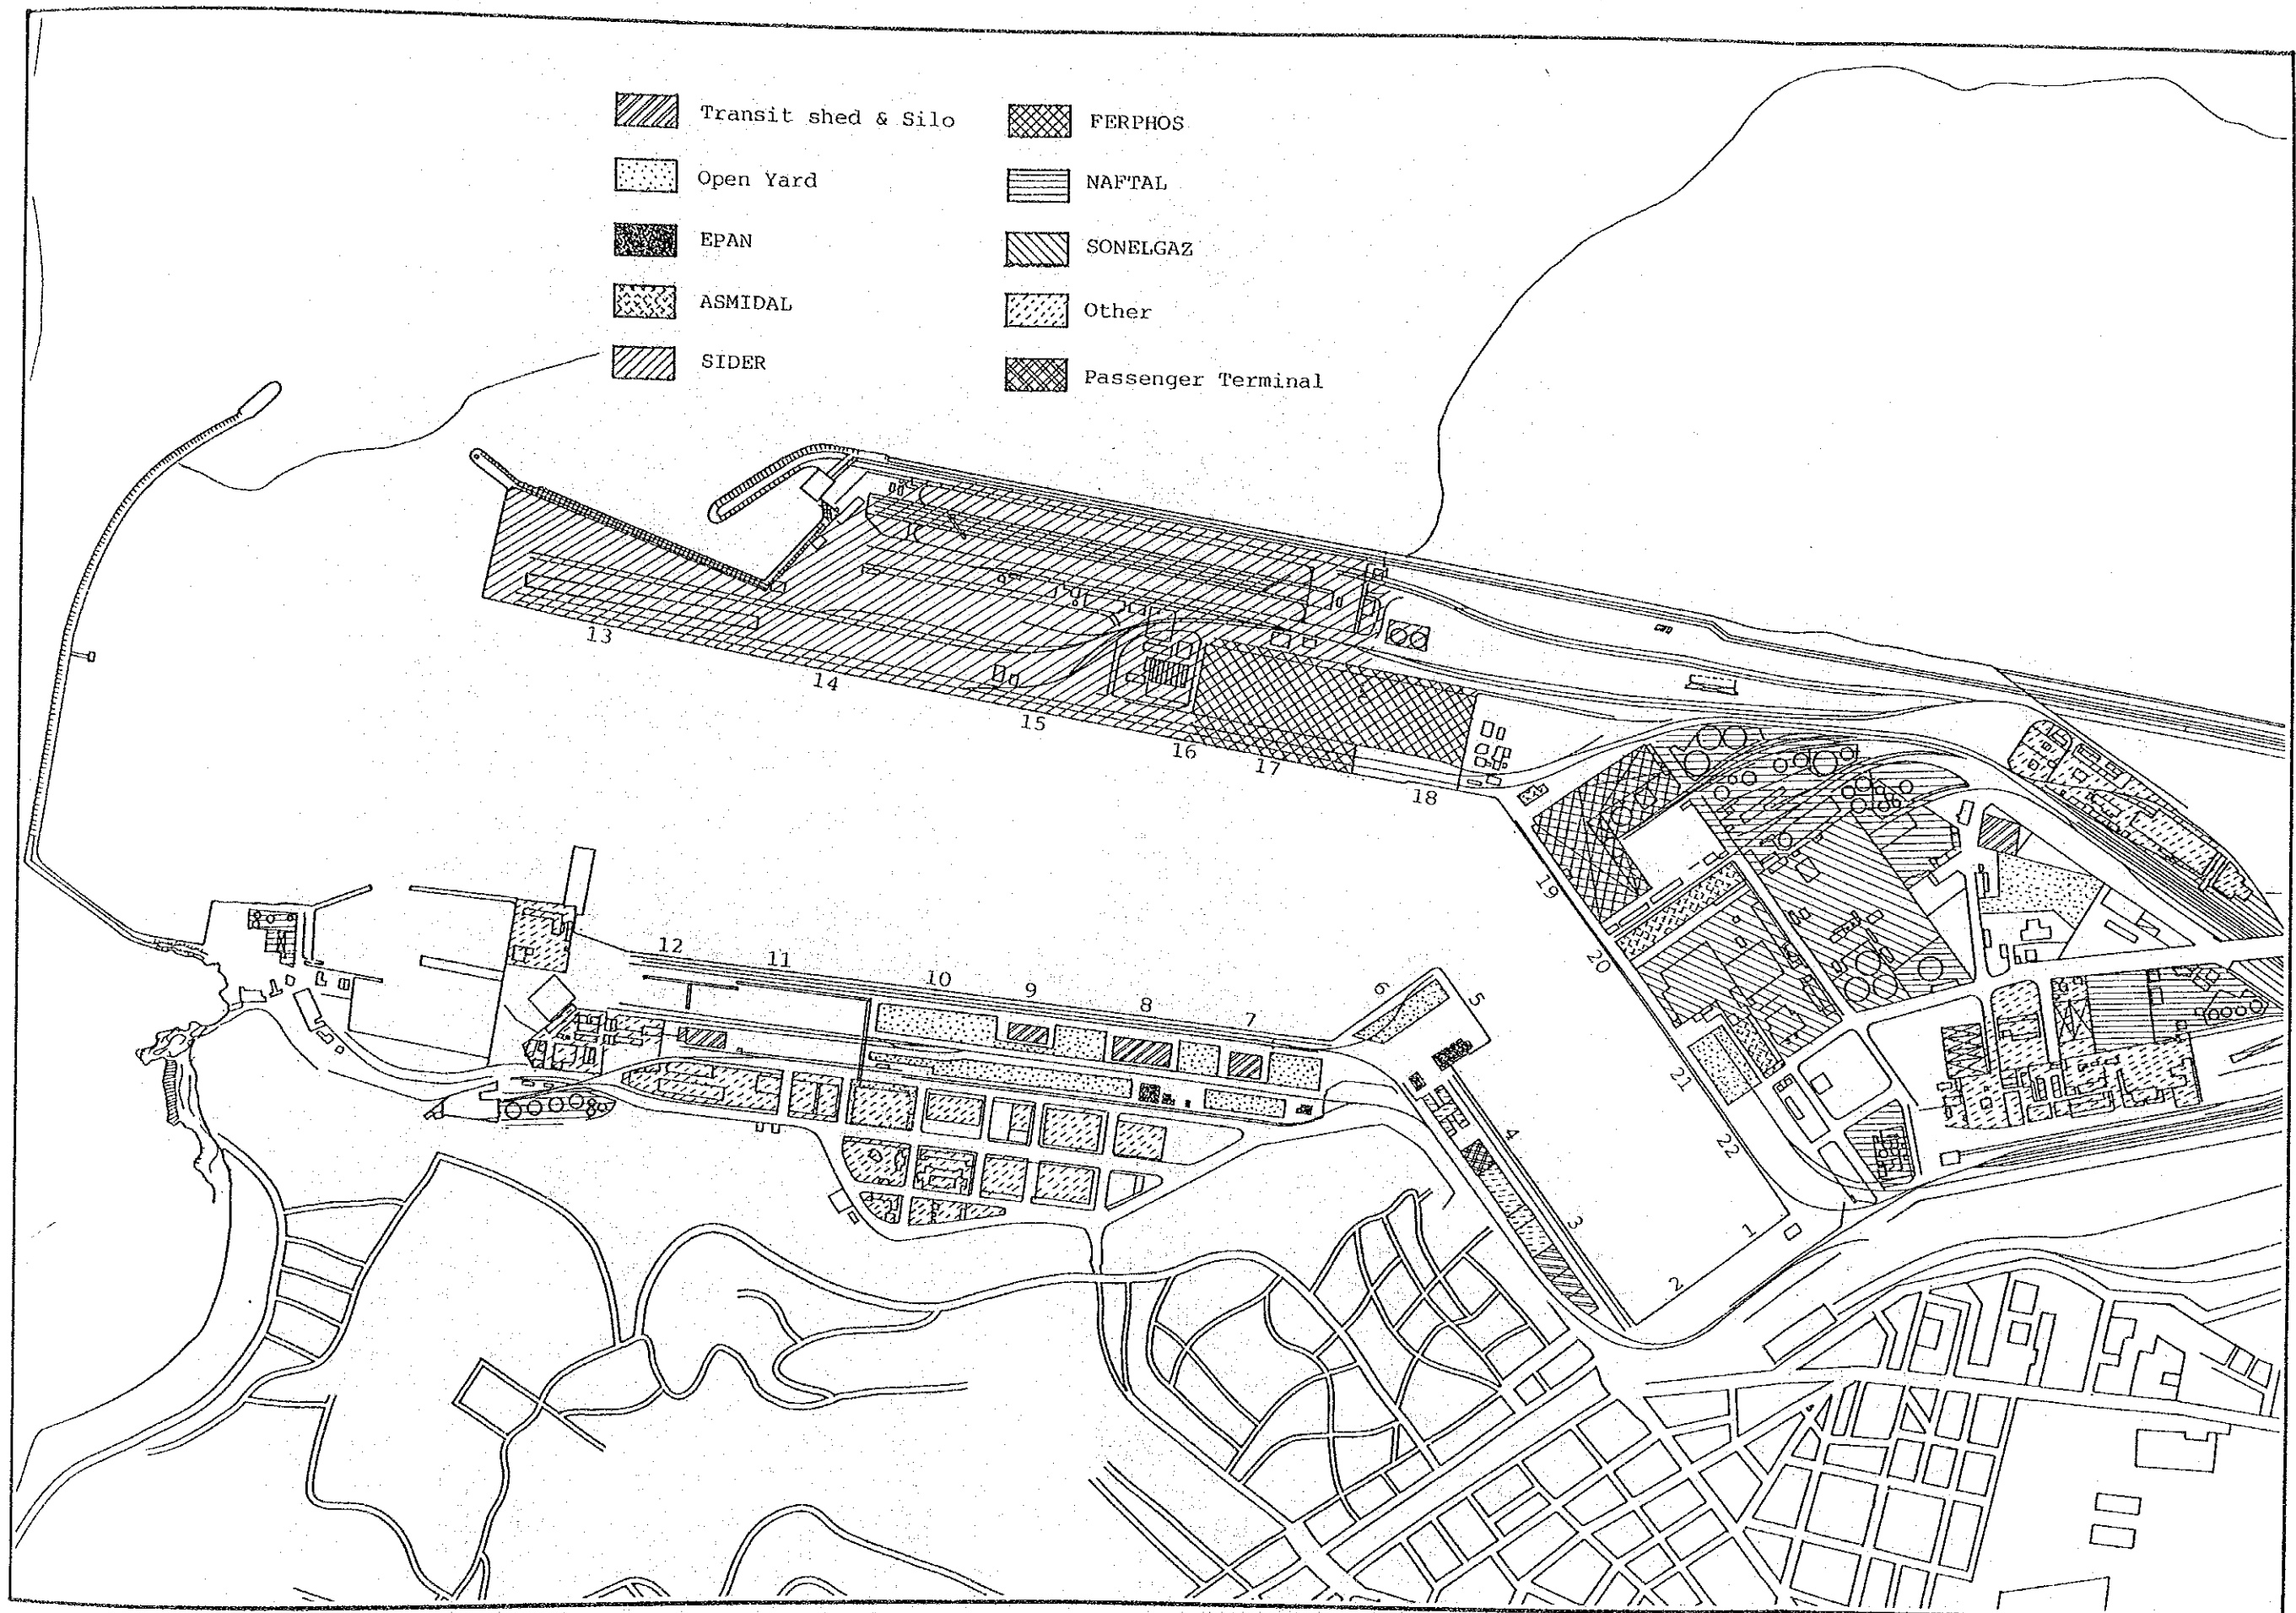 Transit shed & Silo
Open Yard
EPAN
ASMIDAL
SIDER
FERPHOS
NAFTAL
SONELGAZ
Other
Passenger Terminal
13
14
15
16
17
18
19
20
21
22
12
11
10
9
8
7
6
5
4
3
2
1